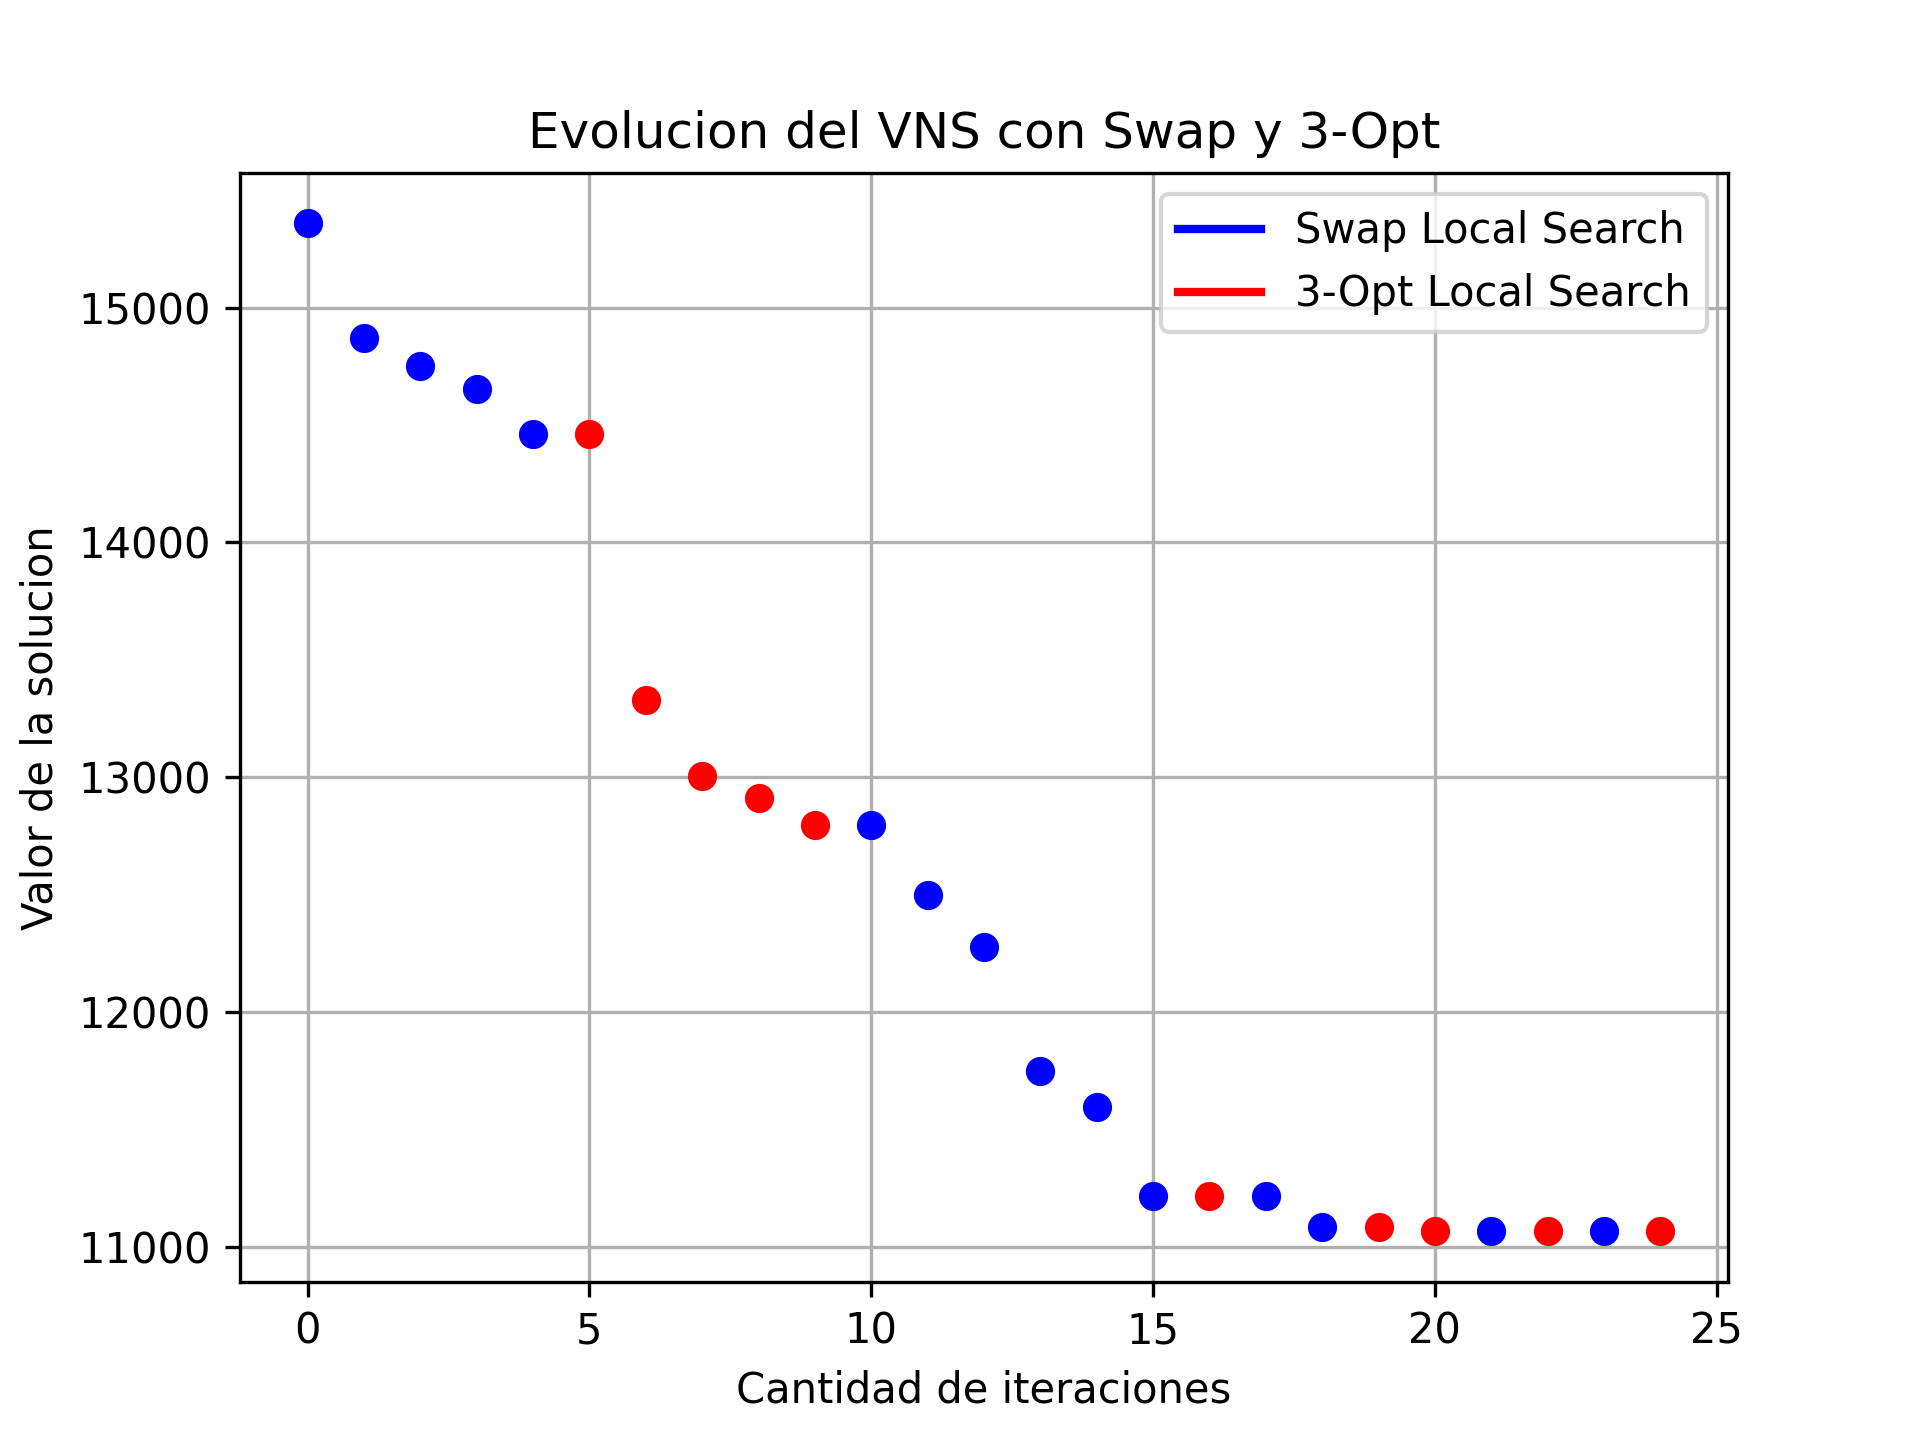 Evolucion del VNS con Swap y 3-Opt
Swap Local Search
3-Opt Local Search
15000
14000
13000
12000
11000
Valor de la solucion
0 5 10 15 20 25
Cantidad de iteraciones